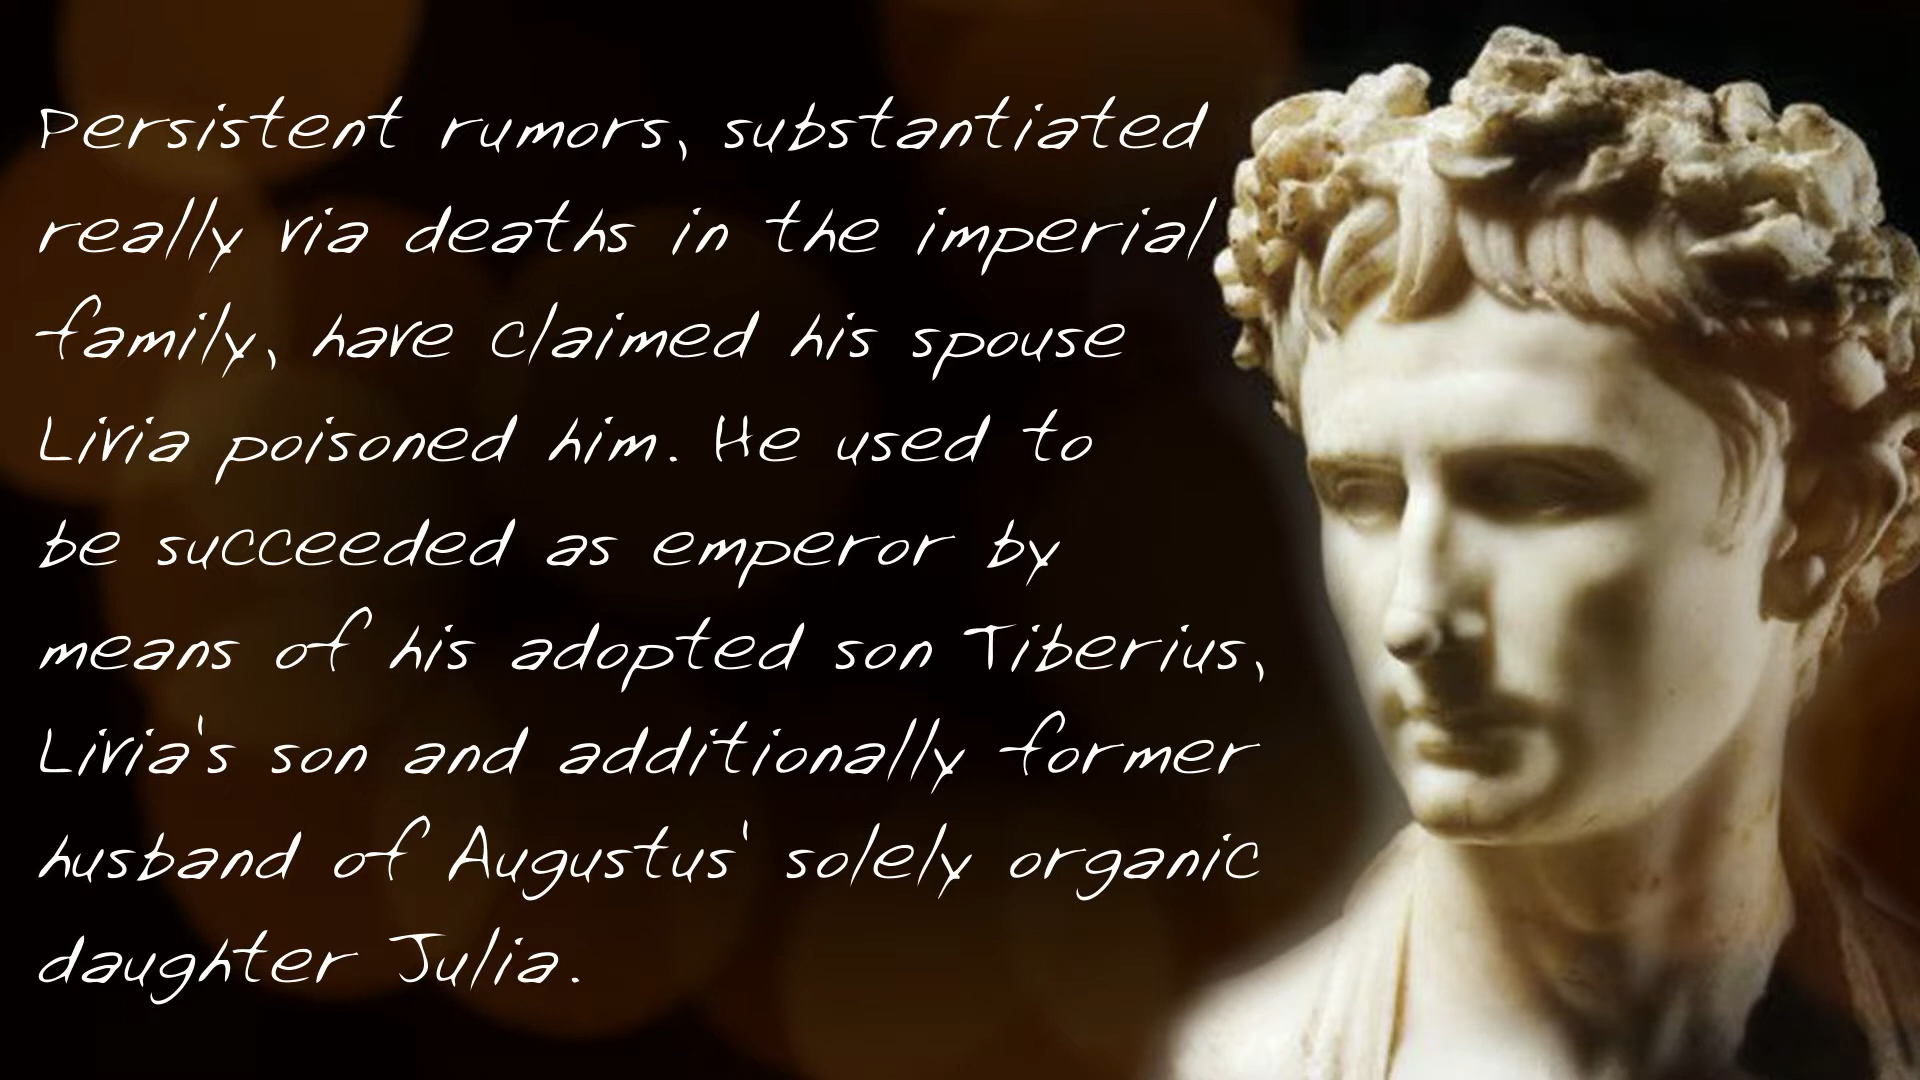 Persistent rumors, substantiated
really via deaths in the imperial
family, have claimed his spouse
Livia poisoned him. He used to
be succeeded as emperor by
means of his adopted son Tiberius,
Livia's son and additionally former
husband of Augustus' solely organic
daughter Julia.